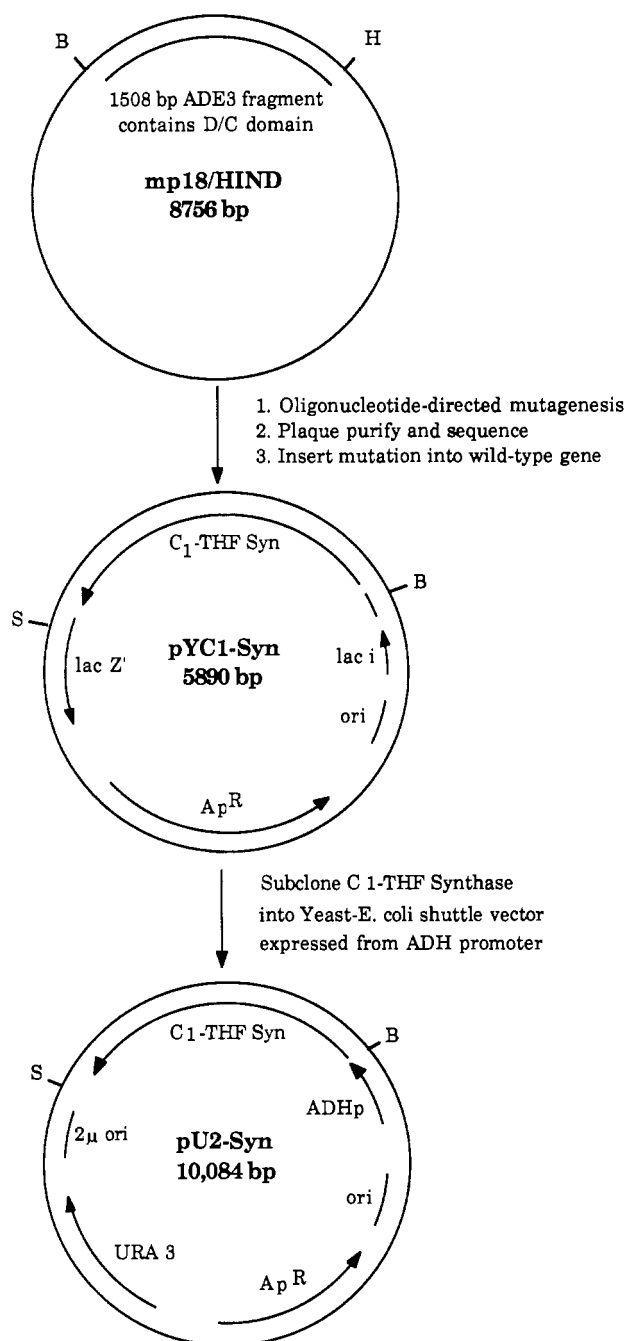 B
H
1508 bp ADE3 fragment
contains D/C domain
mp18/HIND
8756 bp
1. Oligonucleotide-directed mutagenesis
2. Plaque purify and sequence
3. Insert mutation into wild-type gene
C1-THF Syn
B
S
pYC1-Syn
5890 bp
lac Z'
lac i
ori
ApR
Subclone C 1-THF Synthase
into Yeast-E. coli shuttle vector
expressed from ADH promoter
C1-THF Syn
B
S
ADHp
2μ ori
pU2-Syn
10,084 bp
ori
URA 3
ApR